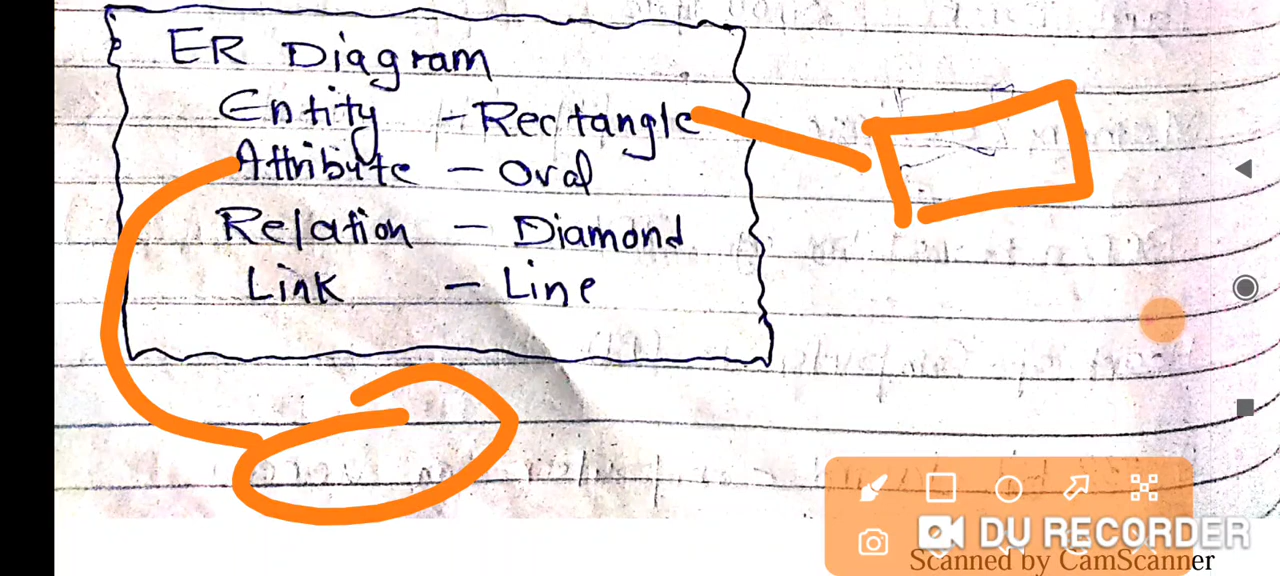 ER Diagram
Entity - Rectangle
Attribute - Oval
Relation - Diamond
Link - Line
DU RECORDER
Scanned by CamScanner